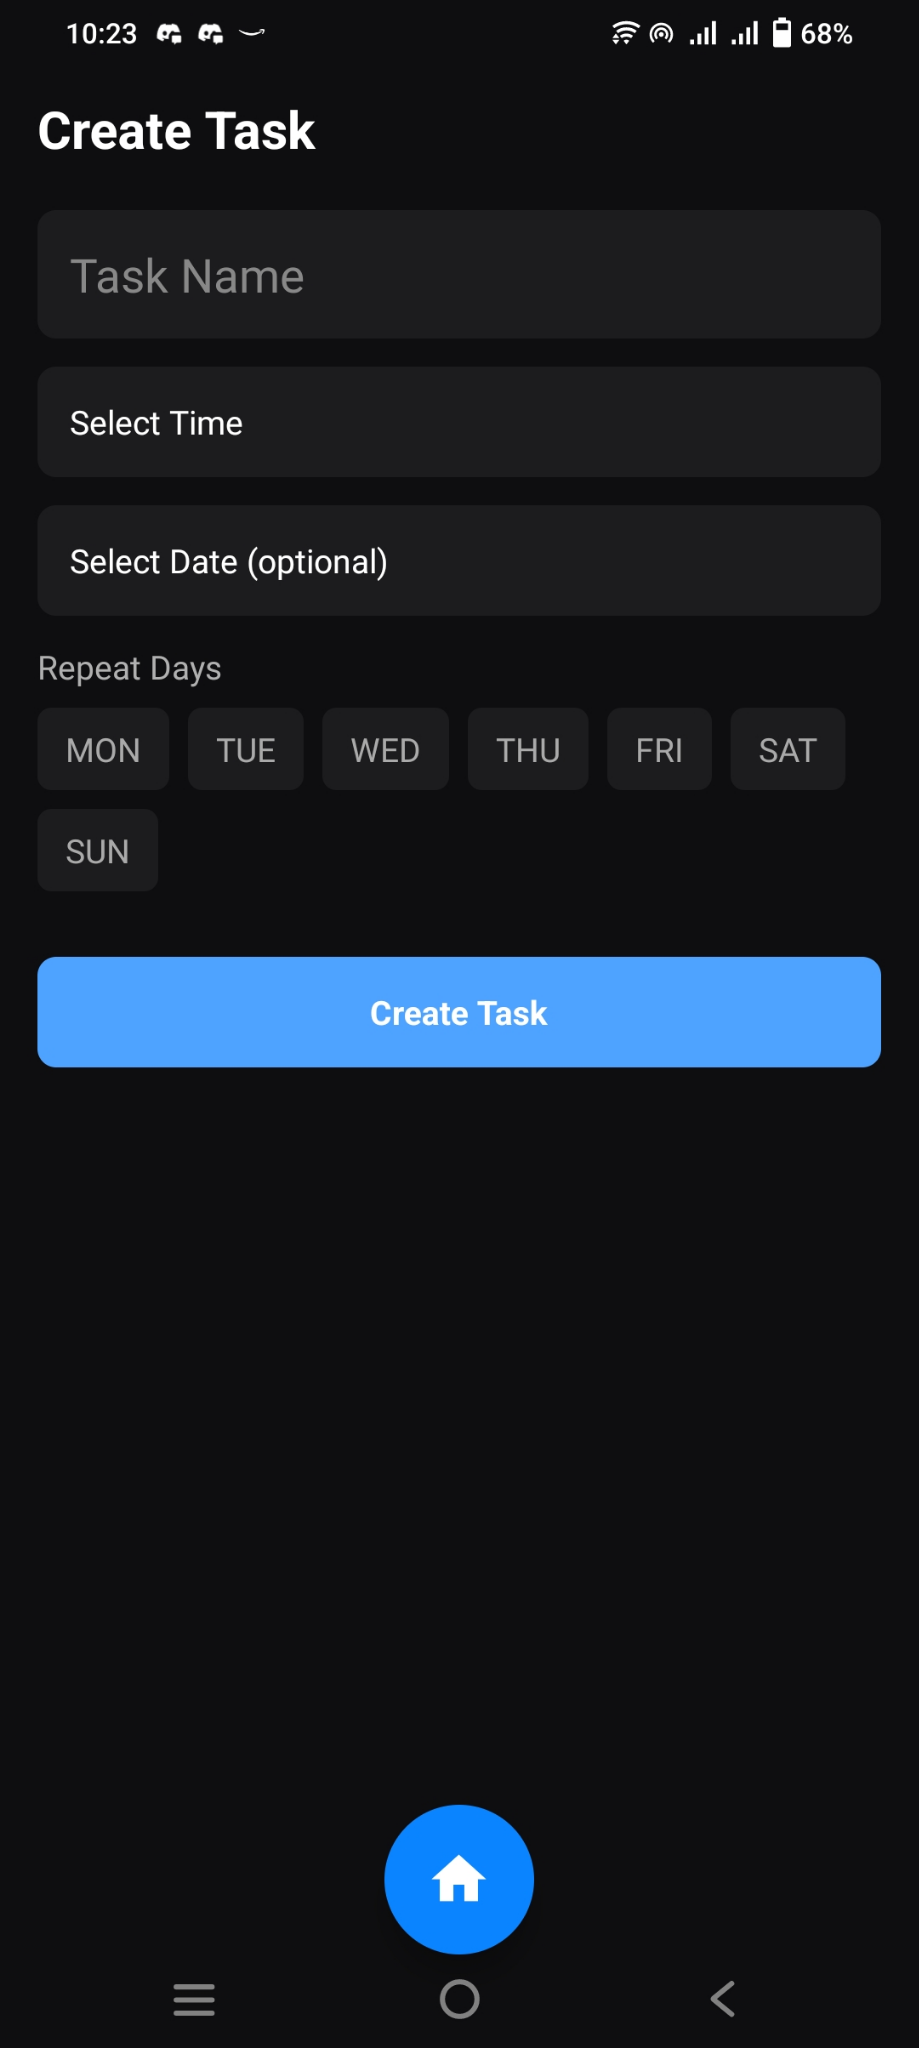 10:23 68%
Create Task
Task Name
Select Time
Select Date (optional)
Repeat Days
MON TUE WED THU FRI SAT
SUN
Create Task